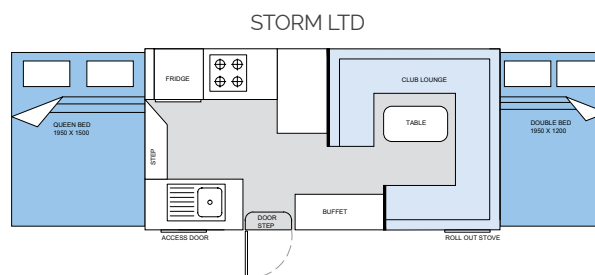 STORM LTD
FRIDGE
CLUB LOUNGE
QUEEN BED
1950 X 1500
TABLE
DOUBLE BED
1950 X 1200
STEP
BUFFET
DOOR
STEP
ACCESS DOOR
ROLL OUT STOVE